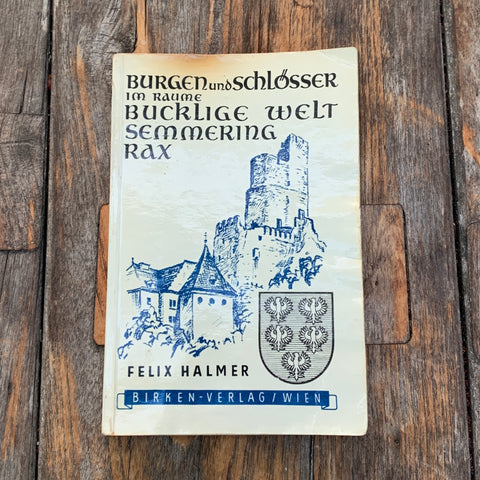 BURGEN und SCHLÖSSER
IM RAUME
BUCKLIGE WELT
SEMMERING
RAX
FELIX HALMER
BIRKEN-VERLAG/WIEN